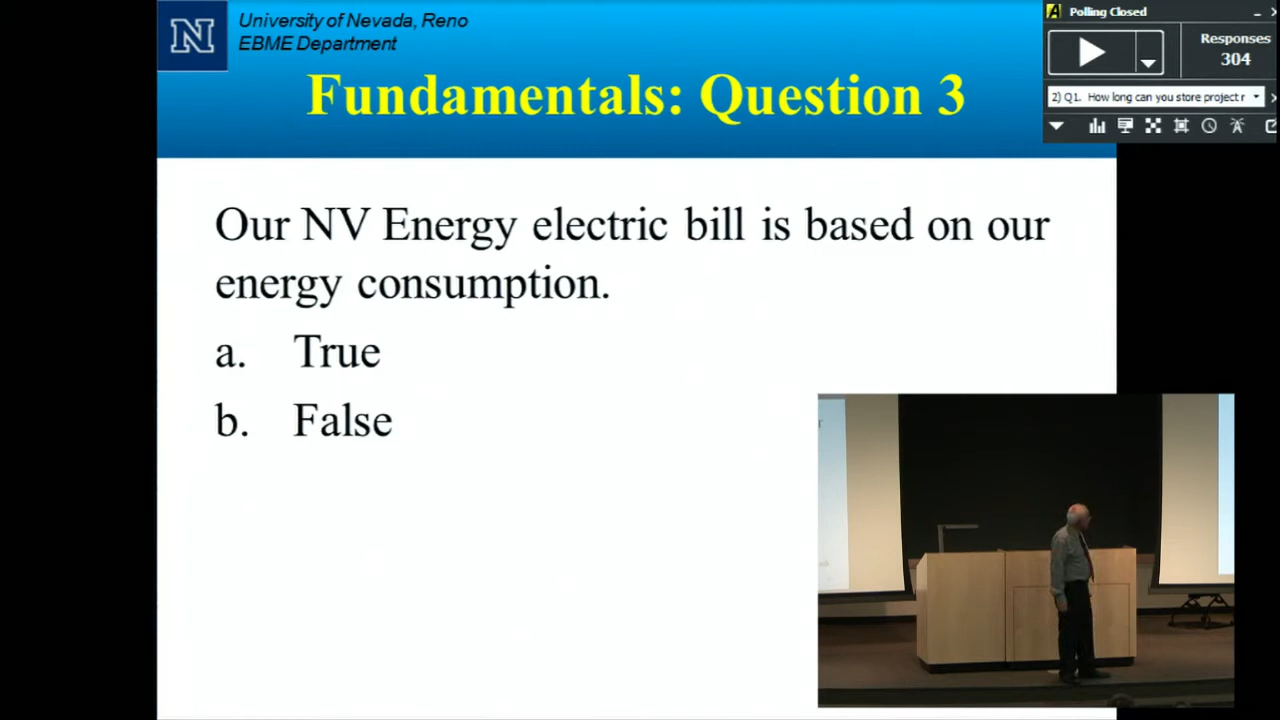 N
University of Nevada, Reno
EBME Department
Fundamentals: Question 3
Our NV Energy electric bill is based on our
energy consumption.
a. True
b. False
Polling Closed
Responses
304
2) Q1. How long can you store project r